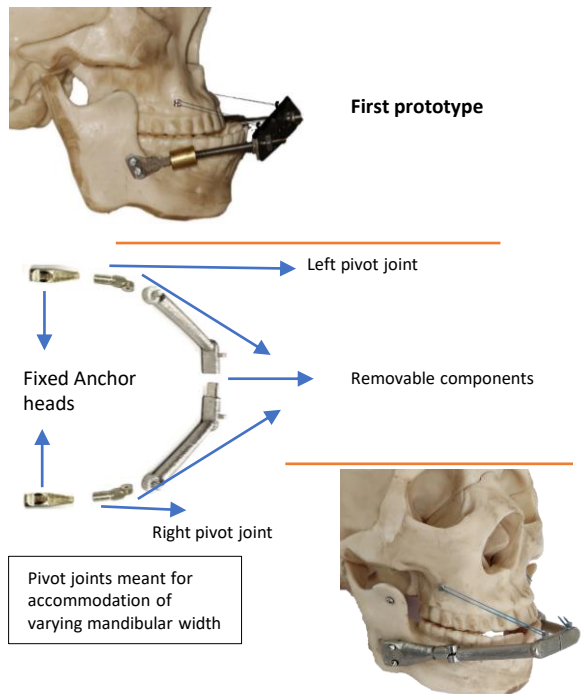 First prototype
Left pivot joint
Fixed Anchor
heads
Removable components
Right pivot joint
Pivot joints meant for
accommodation of
varying mandibular width